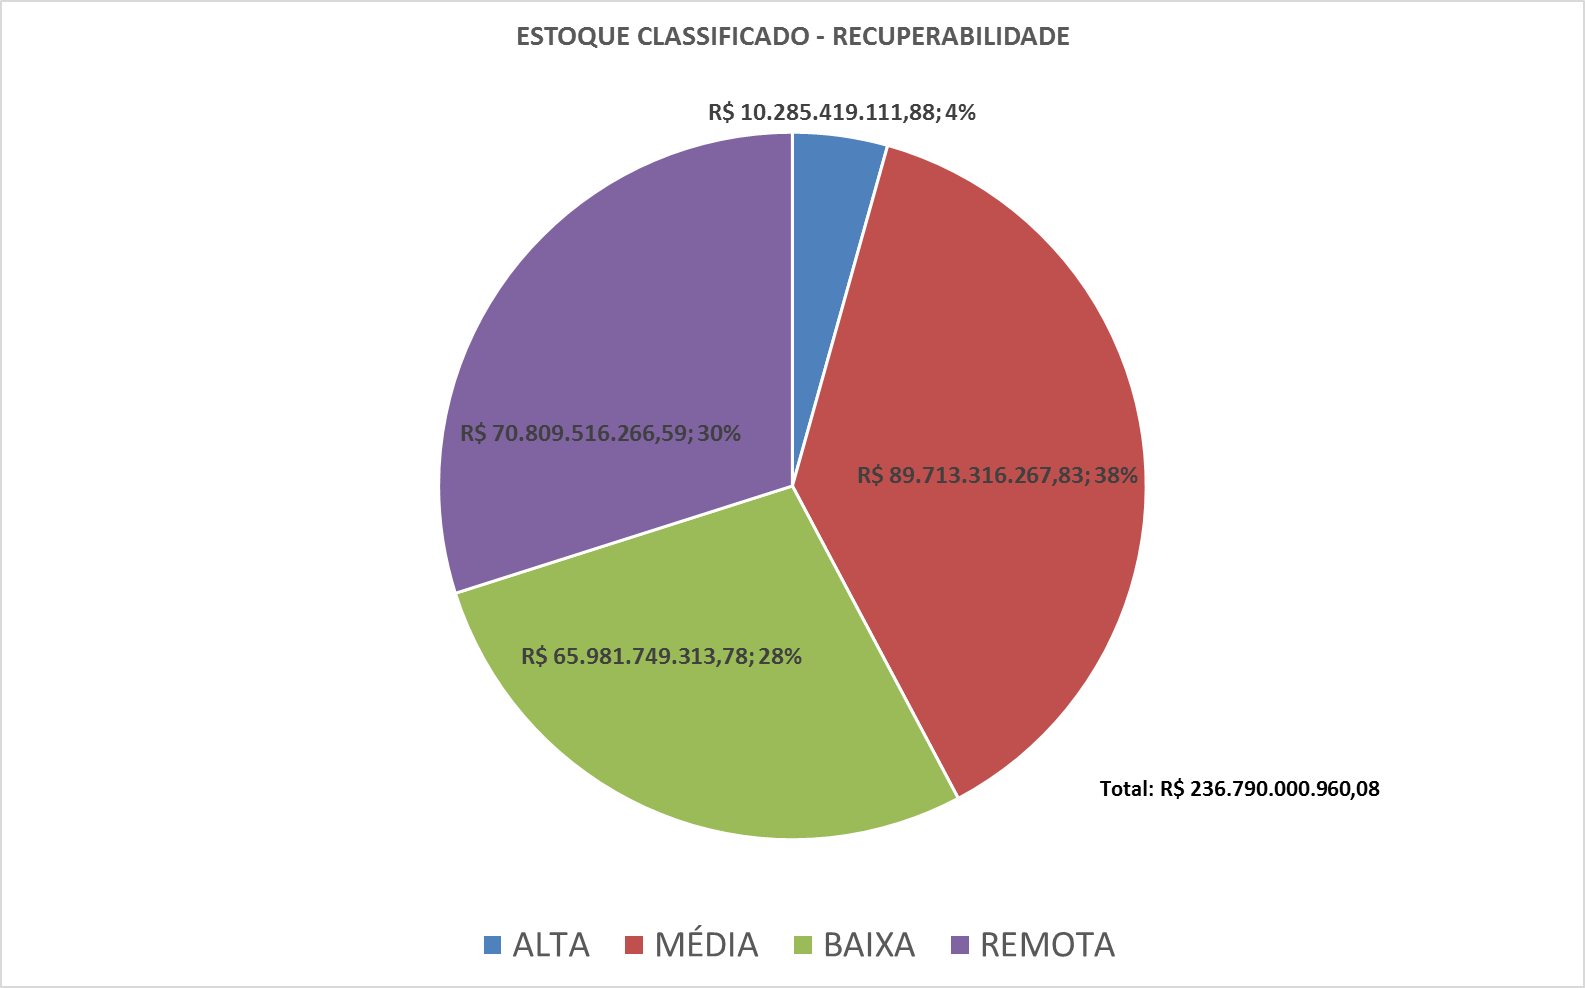 ESTOQUE CLASSIFICADO - RECUPERABILIDADE
R$ 10.285.419.111,88; 4%
R$ 70.809.516.266,59; 30%
R$ 89.713.316.267,83; 38%
R$ 65.981.749.313,78; 28%
Total: R$ 236.790.000.960,08
ALTA MÉDIA BAIXA REMOTA